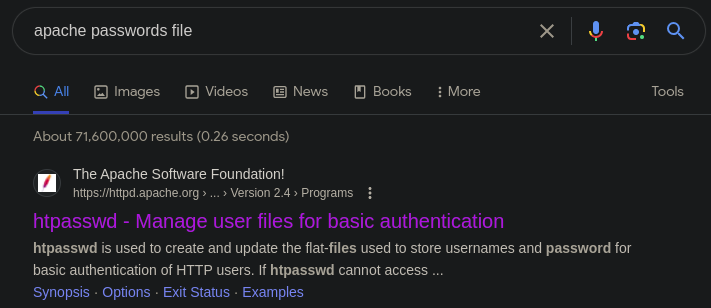 apache passwords file
All Images Videos News Books More Tools
About 71,600,000 results (0.26 seconds)
The Apache Software Foundation!
https://httpd.apache.org › ... › Version 2.4 › Programs
htpasswd - Manage user files for basic authentication
htpasswd is used to create and update the flat-files used to store usernames and password for
basic authentication of HTTP users. If htpasswd cannot access ...
Synopsis · Options · Exit Status · Examples